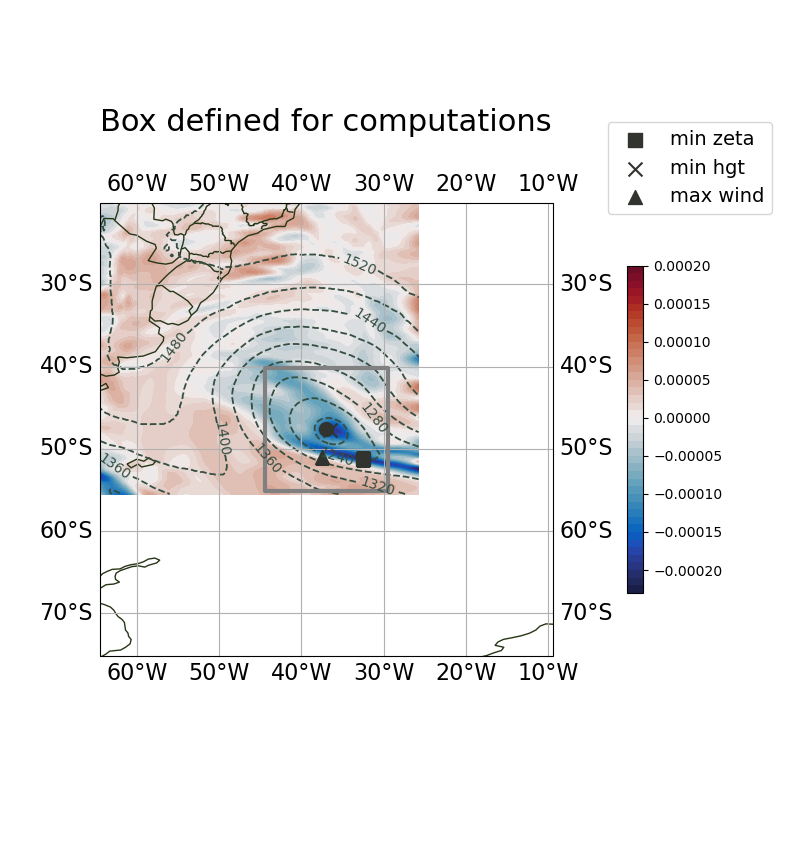 Box defined for computations
min zeta
min hgt
max wind
60°W 50°W 40°W 30°W 20°W 10°W
30°S 30°S
40°S 40°S
50°S 50°S
60°S 60°S
70°S 70°S
60°W 50°W 40°W 30°W 20°W 10°W
1520
1440
1480
1280
1400
1360
1360
1240
1320
0.00020
0.00015
0.00010
0.00005
0.00000
−0.00005
−0.00010
−0.00015
−0.00020